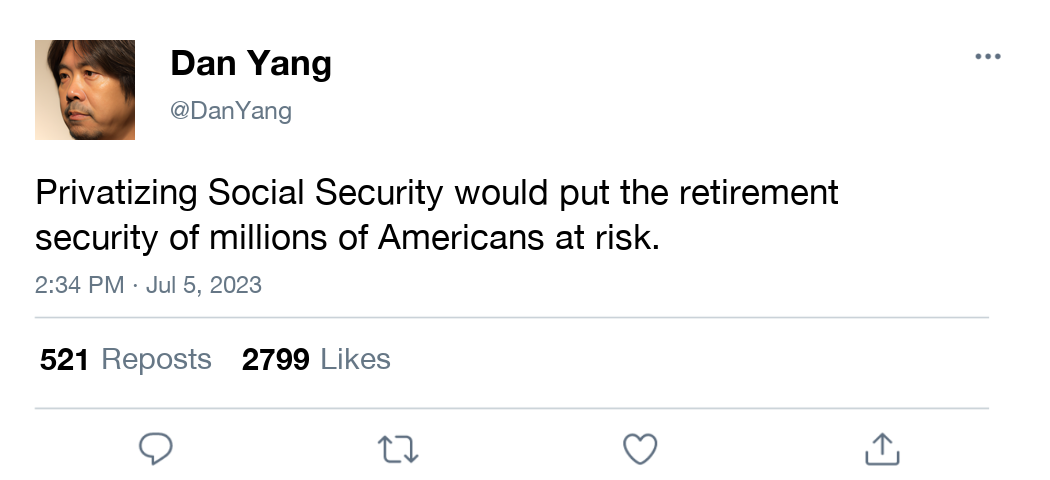 Dan Yang
@DanYang
Privatizing Social Security would put the retirement
security of millions of Americans at risk.
2:34 PM · Jul 5, 2023
521 Reposts 2799 Likes